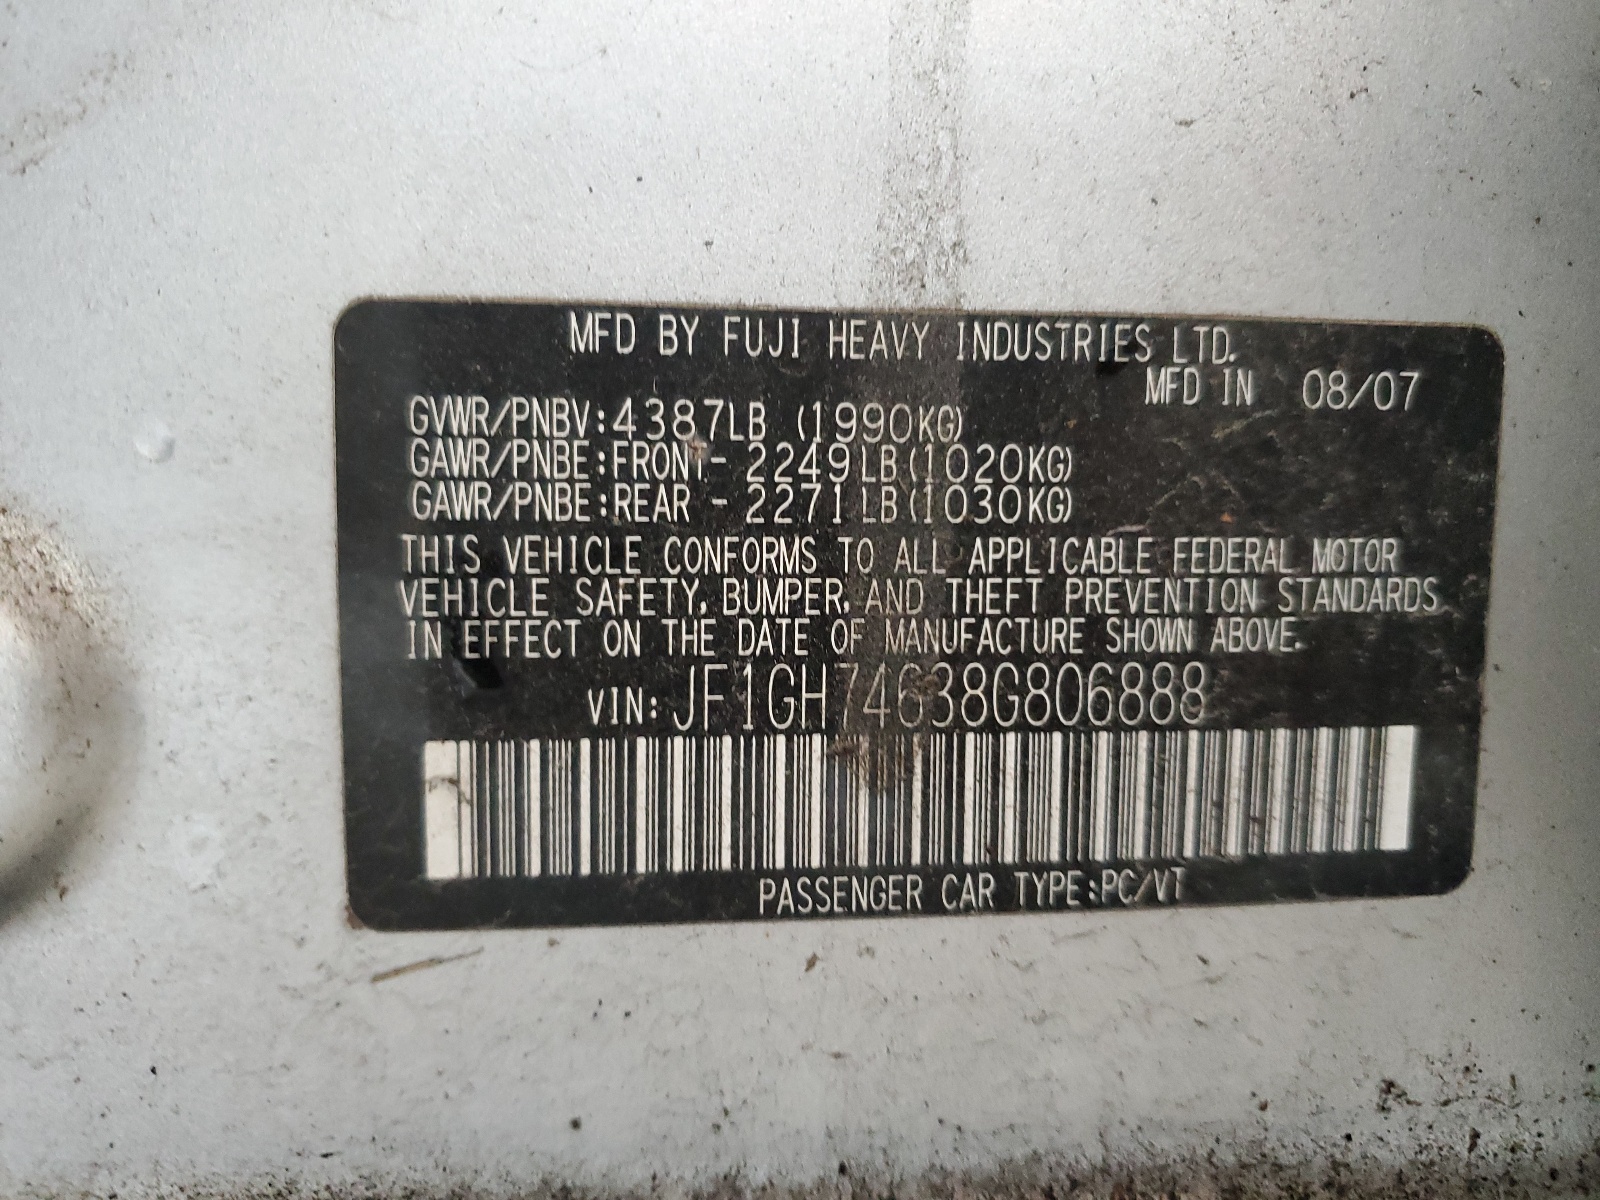 MFD BY FUJI HEAVY INDUSTRIES LTD.
MFD IN 08/07
GVWR/PNBV:4387LB (1990KG)
GAWR/PNBE:FRONT- 2249LB(1020KG)
GAWR/PNBE:REAR - 2271LB(1030KG)
THIS VEHICLE CONFORMS TO ALL APPLICABLE FEDERAL MOTOR
VEHICLE SAFETY, BUMPER, AND THEFT PREVENTION STANDARDS
IN EFFECT ON THE DATE OF MANUFACTURE SHOWN ABOVE.
VIN: JF1GH74638G806888
PASSENGER CAR TYPE:PC/VT